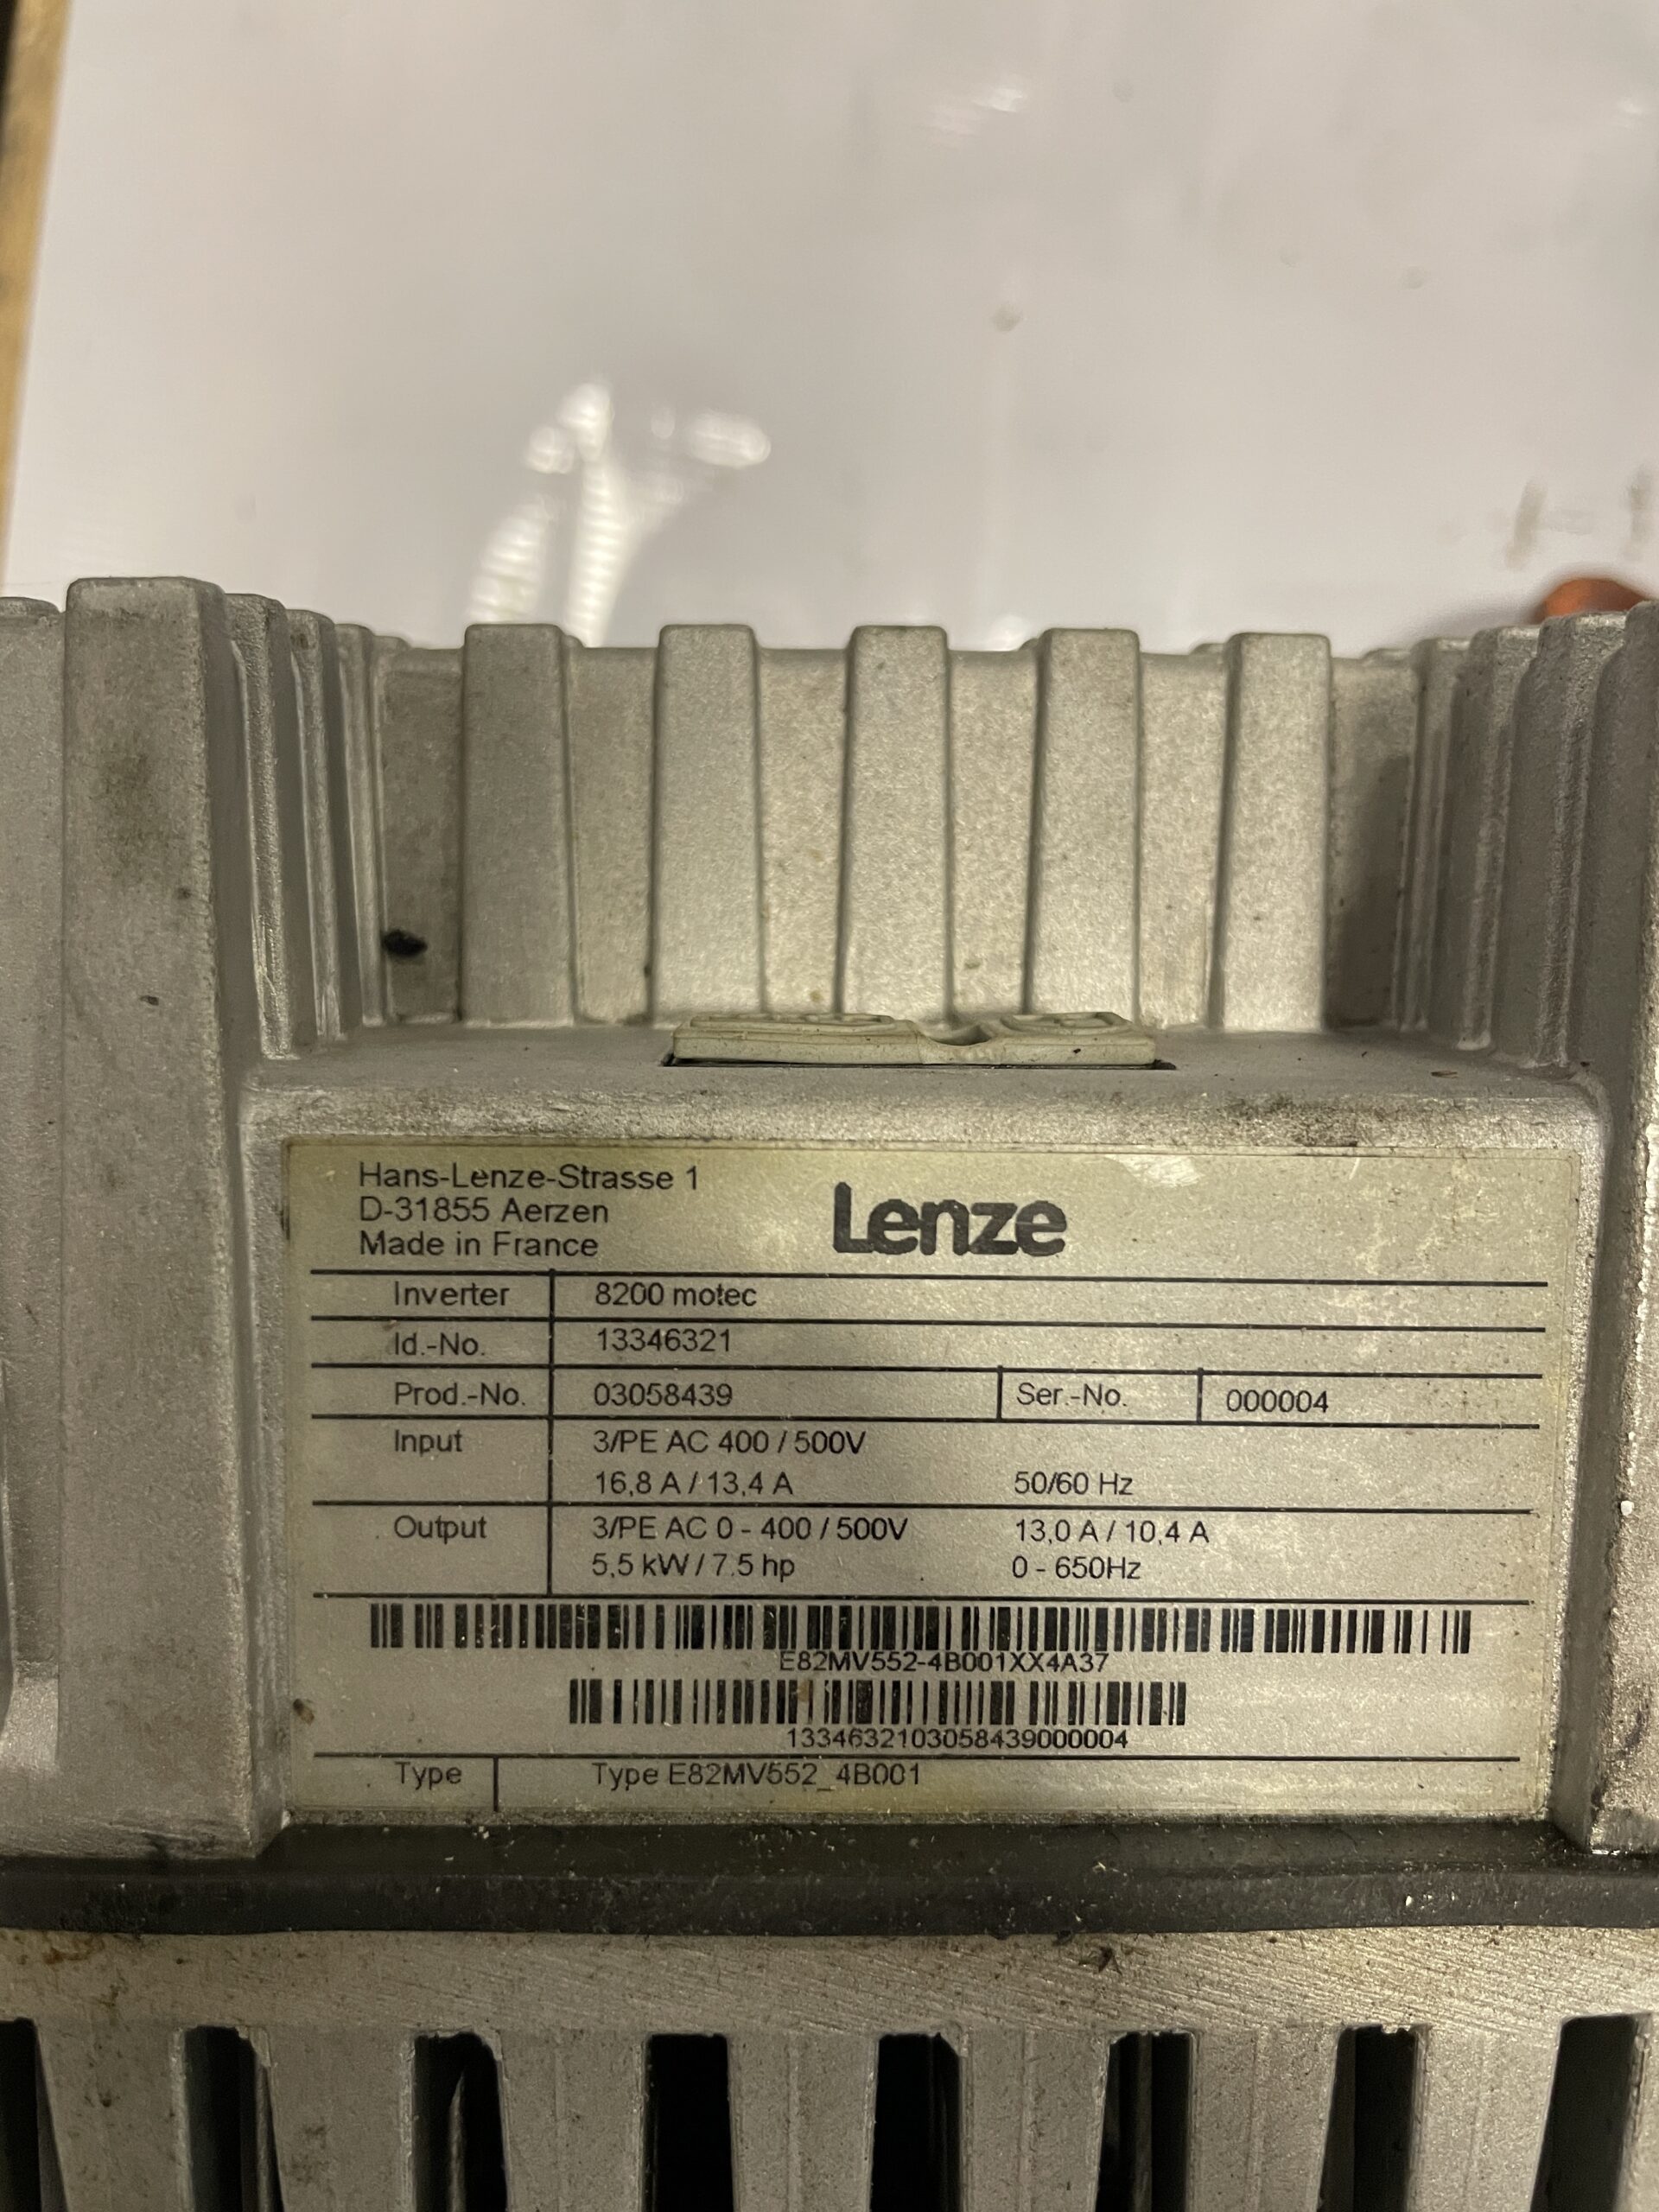 Hans-Lenze-Strasse 1
D-31855 Aerzen
Made in France
Lenze
Inverter 8200 motec
Id.-No. 13346321
Prod.-No. 03058439 Ser.-No. 000004
Input 3/PE AC 400 / 500V
16,8 A / 13,4 A 50/60 Hz
Output 3/PE AC 0 - 400 / 500V 13,0 A / 10,4 A
5,5 kW / 7.5 hp 0 - 650Hz
E82MV552-4B001XX4A37
1334632103058439000004
Type Type E82MV552_4B001